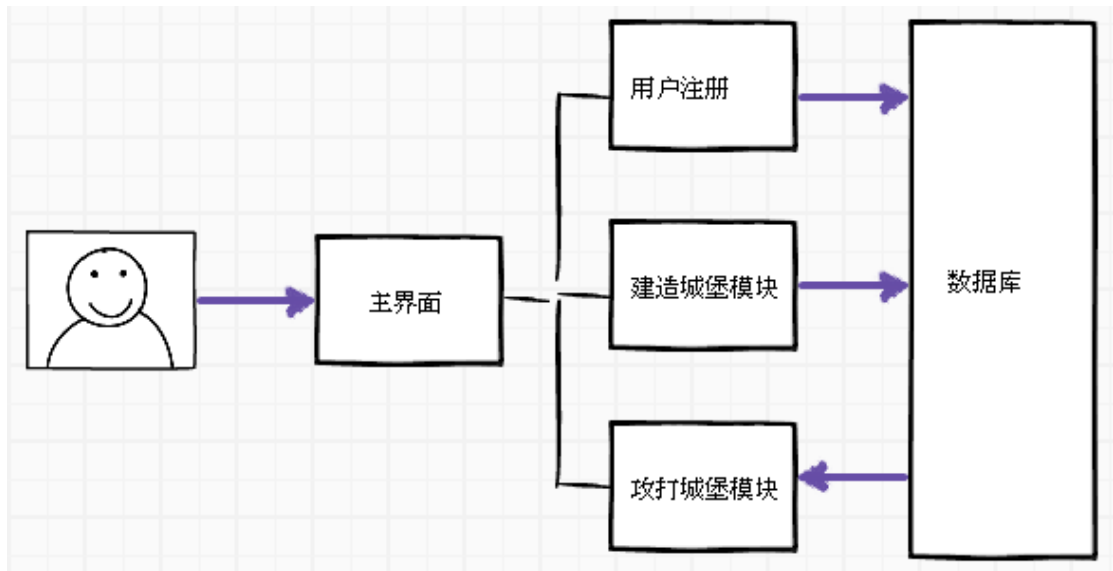 用户注册
主界面
建造城堡模块
数据库
攻打城堡模块